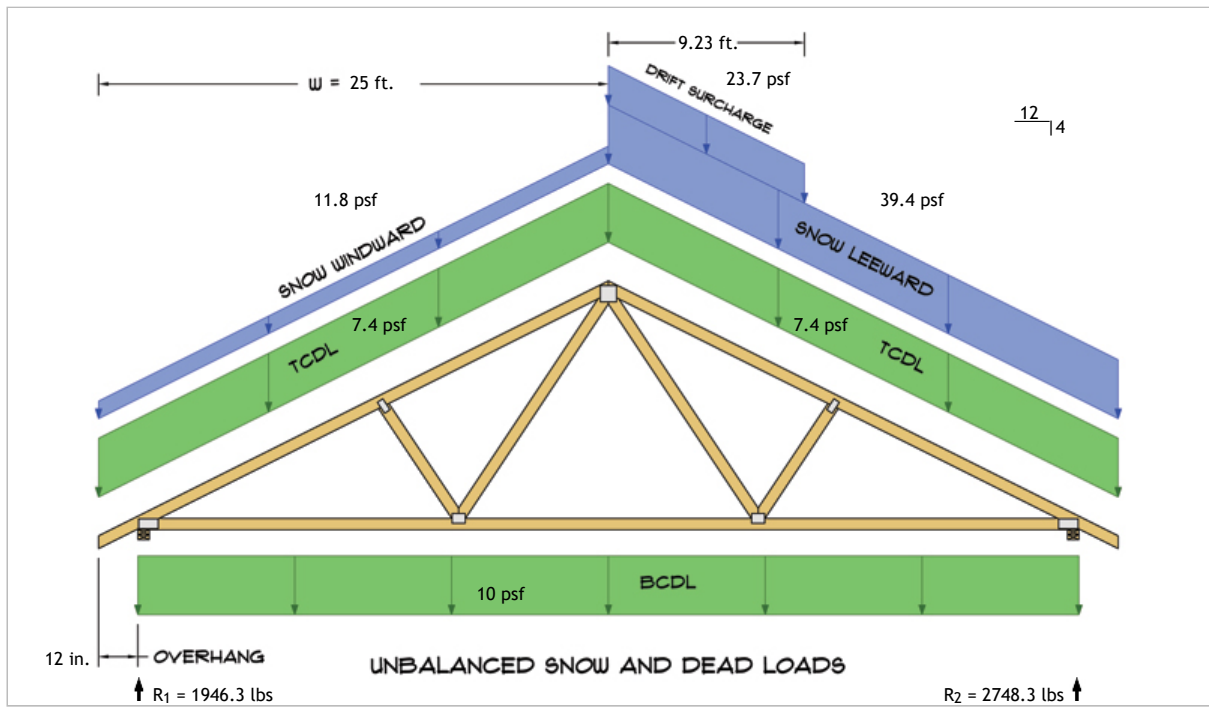 9.23 ft.
W = 25 ft.
DRIFT SURCHARGE
23.7 psf
12
4
11.8 psf
39.4 psf
SNOW WINDWARD
SNOW LEEWARD
7.4 psf
7.4 psf
TCDL
TCDL
10 psf
BCDL
12 in.
OVERHANG
UNBALANCED SNOW AND DEAD LOADS
R1 = 1946.3 lbs
R2 = 2748.3 lbs